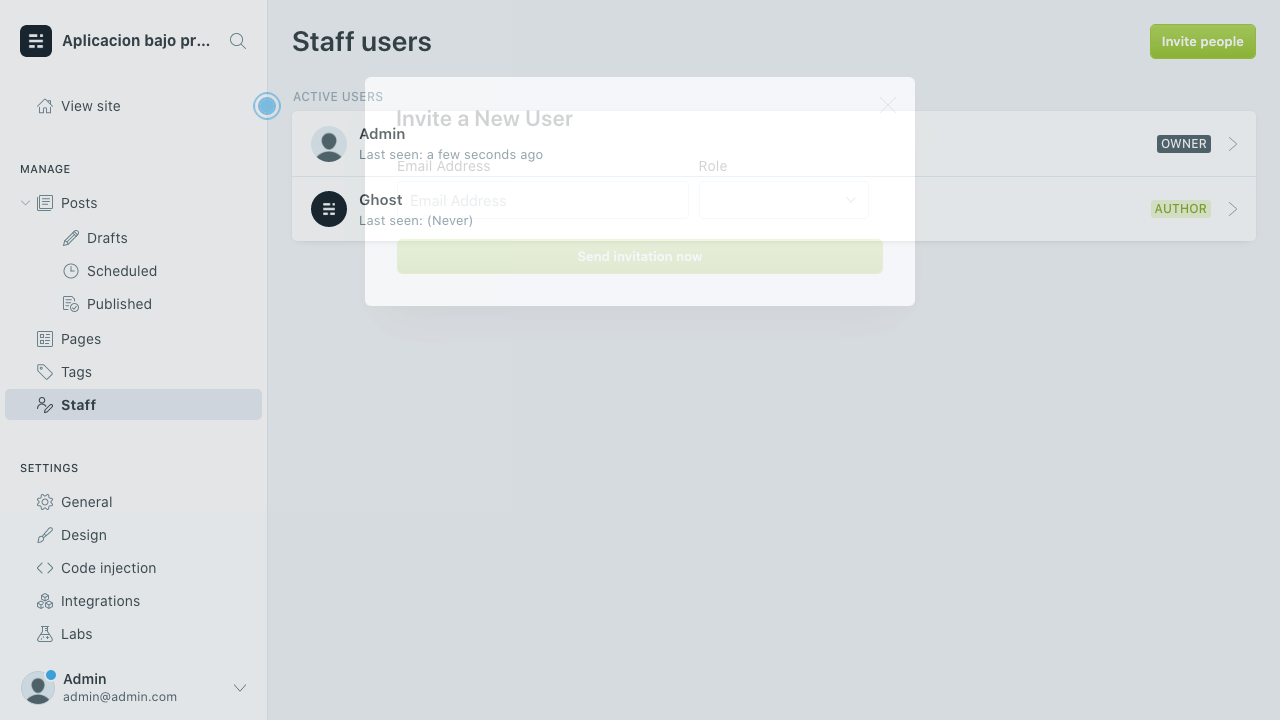 Aplicacion bajo pr...
View site
MANAGE
Posts
Drafts
Scheduled
Published
Pages
Tags
Staff
SETTINGS
General
Design
Code injection
Integrations
Labs
Admin
admin@admin.com
Staff users
Invite people
ACTIVE USERS
Admin
Last seen: a few seconds ago
OWNER
Ghost
Last seen: (Never)
AUTHOR
Invite a New User
Email Address
Role
Email Address
Send invitation now